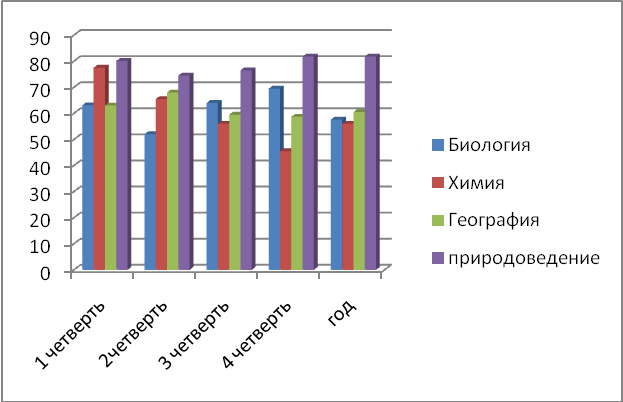 90
80
70
60
50
40
30
20
10
0
1 четверть
2четверть
3 четверть
4 четверть
год
Биология
Химия
География
природоведение